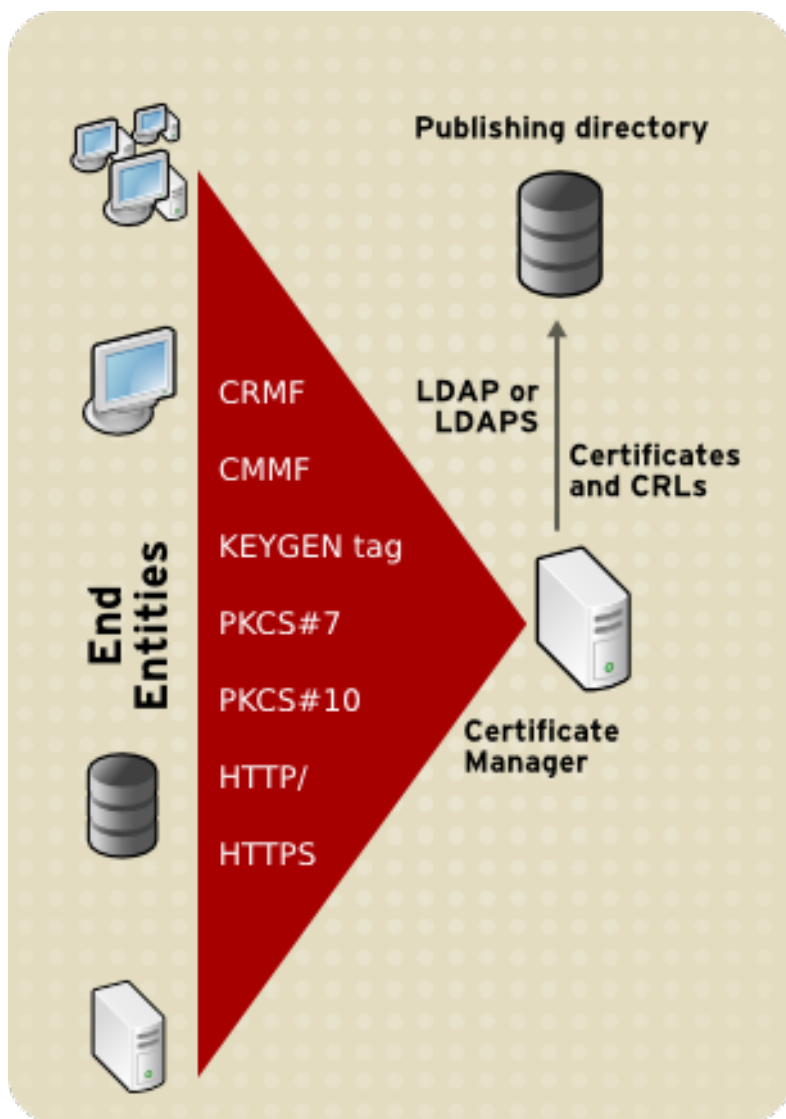 Publishing directory
CRMF
CMMF
KEYGEN tag
PKCS#7
PKCS#10
HTTP/
HTTPS
LDAP or
LDAPS
Certificates
and CRLs
End
Entities
Certificate
Manager